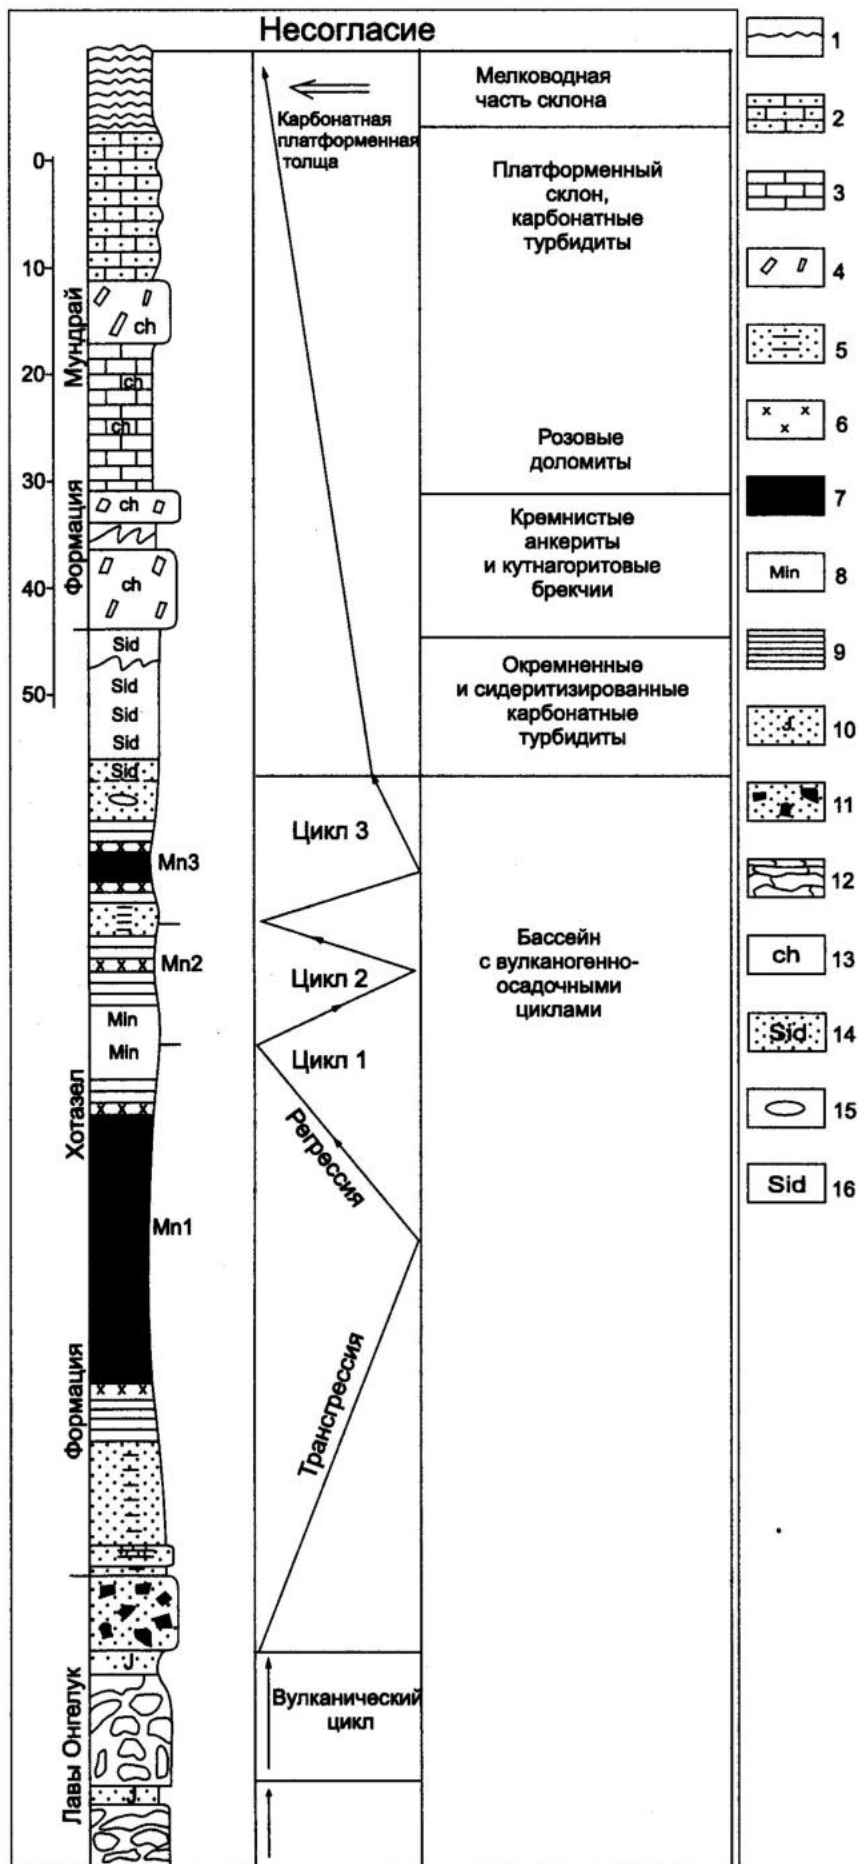 Несогласие
Мелководная
часть склона
Карбонатная
платформенная
толща
Платформенный
склон,
карбонатные
турбидиты
0
10
20
30
40
50
Формация Мундрай
ch
ch
ch
ch
ch
Розовые
доломиты
Кремнистые
анкериты
и кутнагоритовые
брекчии
Sid
Sid
Sid
Sid
Sid
Окремненные
и сидеритизированные
карбонатные
турбидиты
Формация Хотазел
Mn3
Mn2
Min
Min
x x x
Mn1
x x x
Цикл 3
Цикл 2
Цикл 1
Регрессия
Трансгрессия
Бассейн
с вулканогенно-
осадочными
циклами
Лавы Онгелук
J
J
Вулканический
цикл
1
2
3
4
5
x x
x
6
7
Min 8
9
J 10
11
12
ch 13
Sid 14
15
Sid 16